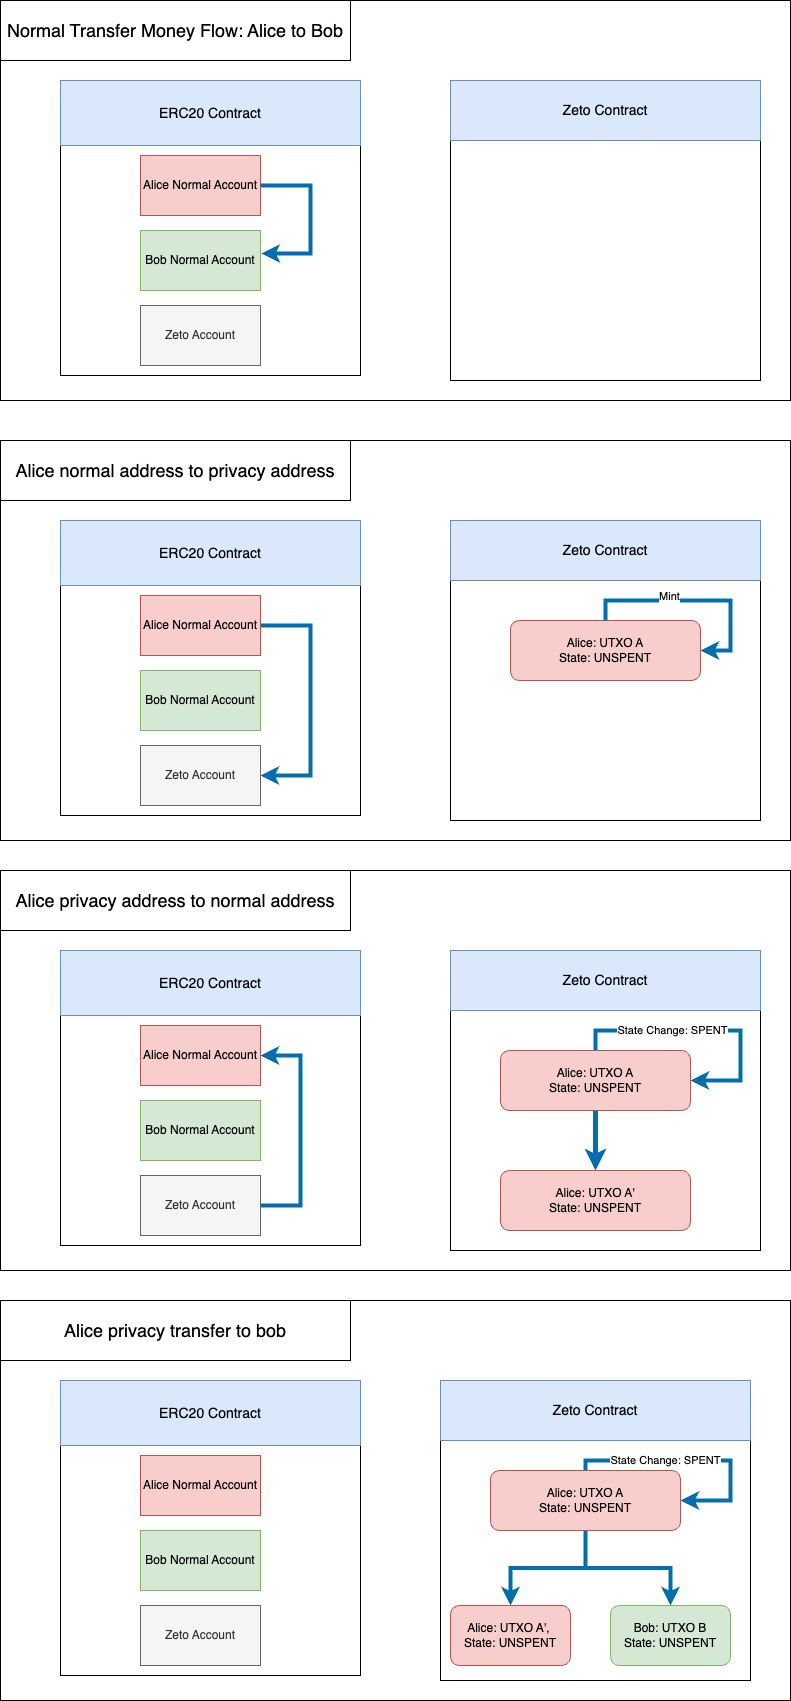 Normal Transfer Money Flow: Alice to Bob
ERC20 Contract
Zeto Contract
Alice Normal Account
Bob Normal Account
Zeto Account
Alice normal address to privacy address
ERC20 Contract
Zeto Contract
Mint
Alice Normal Account
Alice: UTXO A
State: UNSPENT
Bob Normal Account
Zeto Account
Alice privacy address to normal address
ERC20 Contract
Zeto Contract
State Change: SPENT
Alice Normal Account
Alice: UTXO A
State: UNSPENT
Bob Normal Account
Zeto Account
Alice: UTXO A'
State: UNSPENT
Alice privacy transfer to bob
ERC20 Contract
Zeto Contract
State Change: SPENT
Alice Normal Account
Alice: UTXO A
State: UNSPENT
Bob Normal Account
Zeto Account
Alice: UTXO A',
State: UNSPENT
Bob: UTXO B
State: UNSPENT